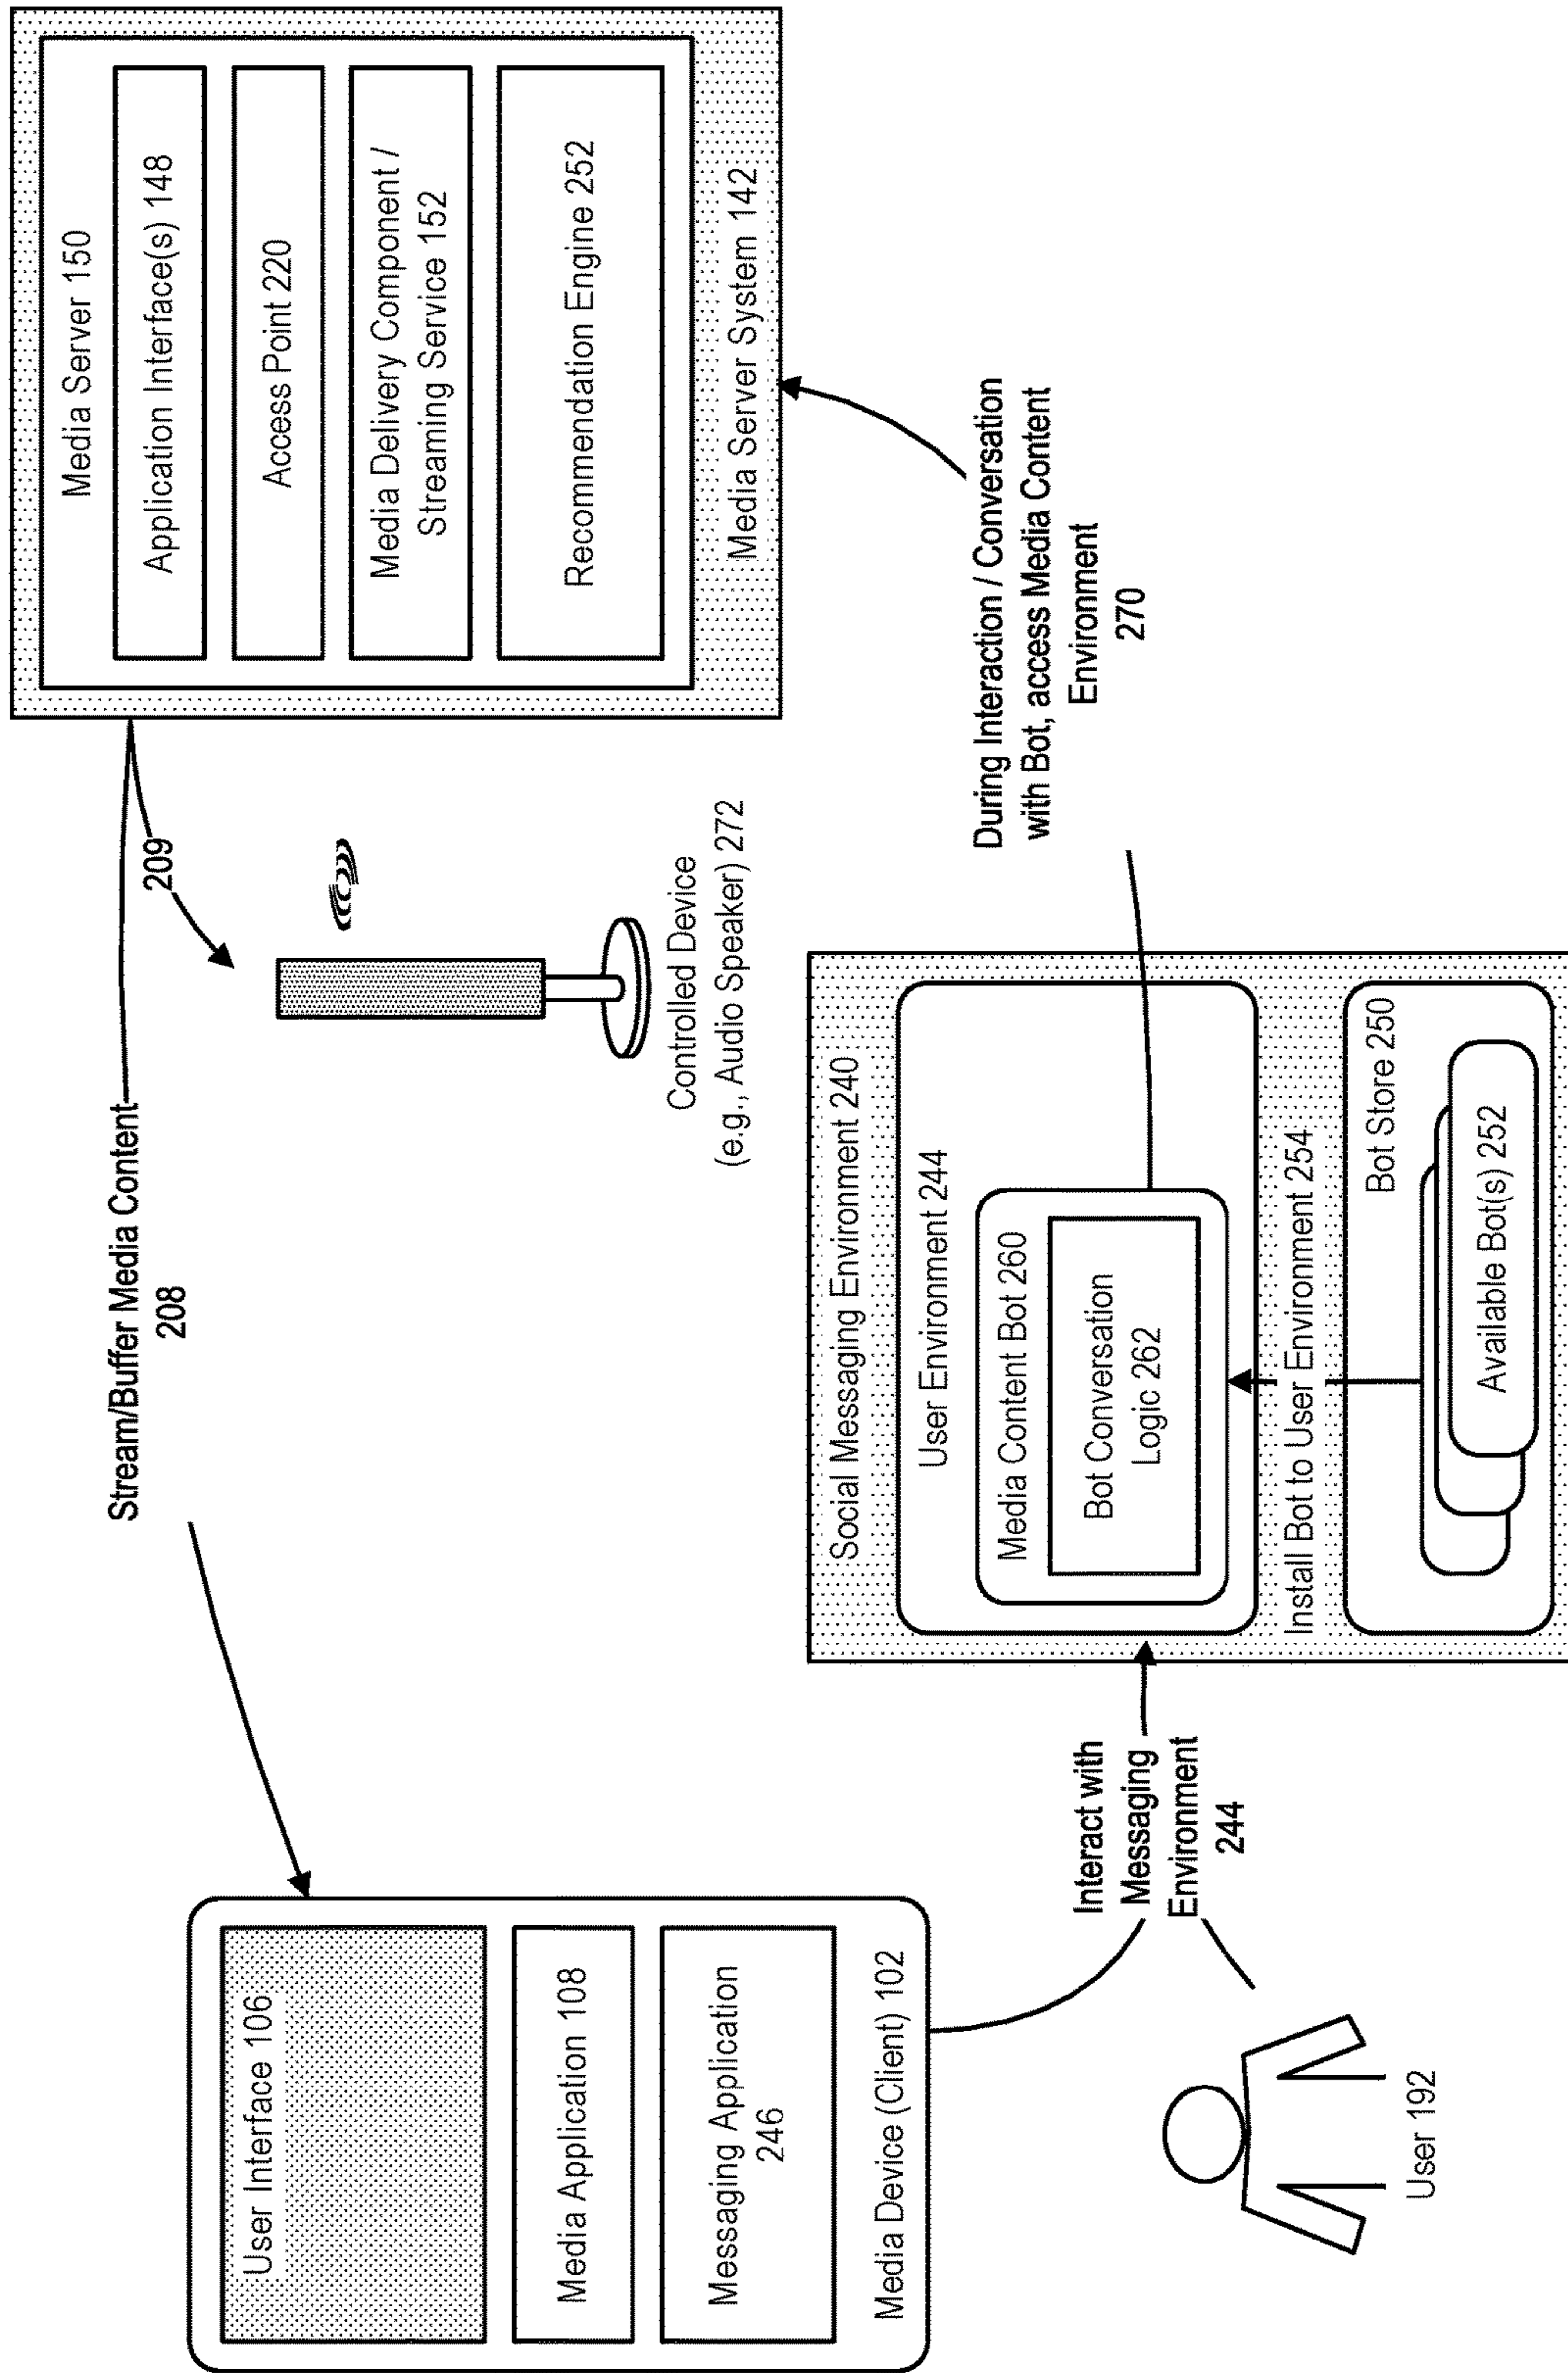 User Interface 106
Media Application 108
Messaging Application
246
Media Device (Client) 102
Stream/Buffer Media Content
208
209
Controlled Device
(e.g., Audio Speaker) 272
Media Server 150
Application Interface(s) 148
Access Point 220
Media Delivery Component /
Streaming Service 152
Recommendation Engine 252
Media Server System 142
User 192
Interact with
Messaging
Environment
244
Social Messaging Environment 240
User Environment 244
Media Content Bot 260
Bot Conversation
Logic 262
Install Bot to User Environment 254
Bot Store 250
Available Bot(s) 252
During Interaction / Conversation
with Bot, access Media Content
Environment
270